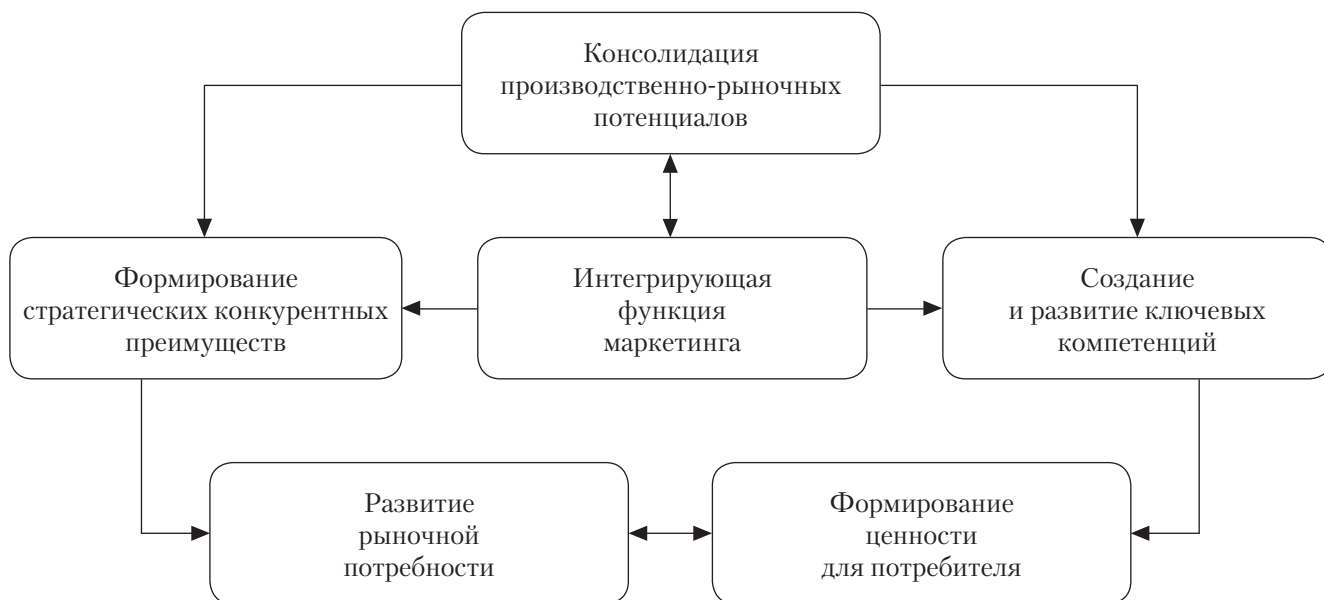 Консолидация
производственно-рыночных
потенциалов
Формирование
стратегических конкурентных
преимуществ
Интегрирующая
функция
маркетинга
Создание
и развитие ключевых
компетенций
Развитие
рыночной
потребности
Формирование
ценности
для потребителя